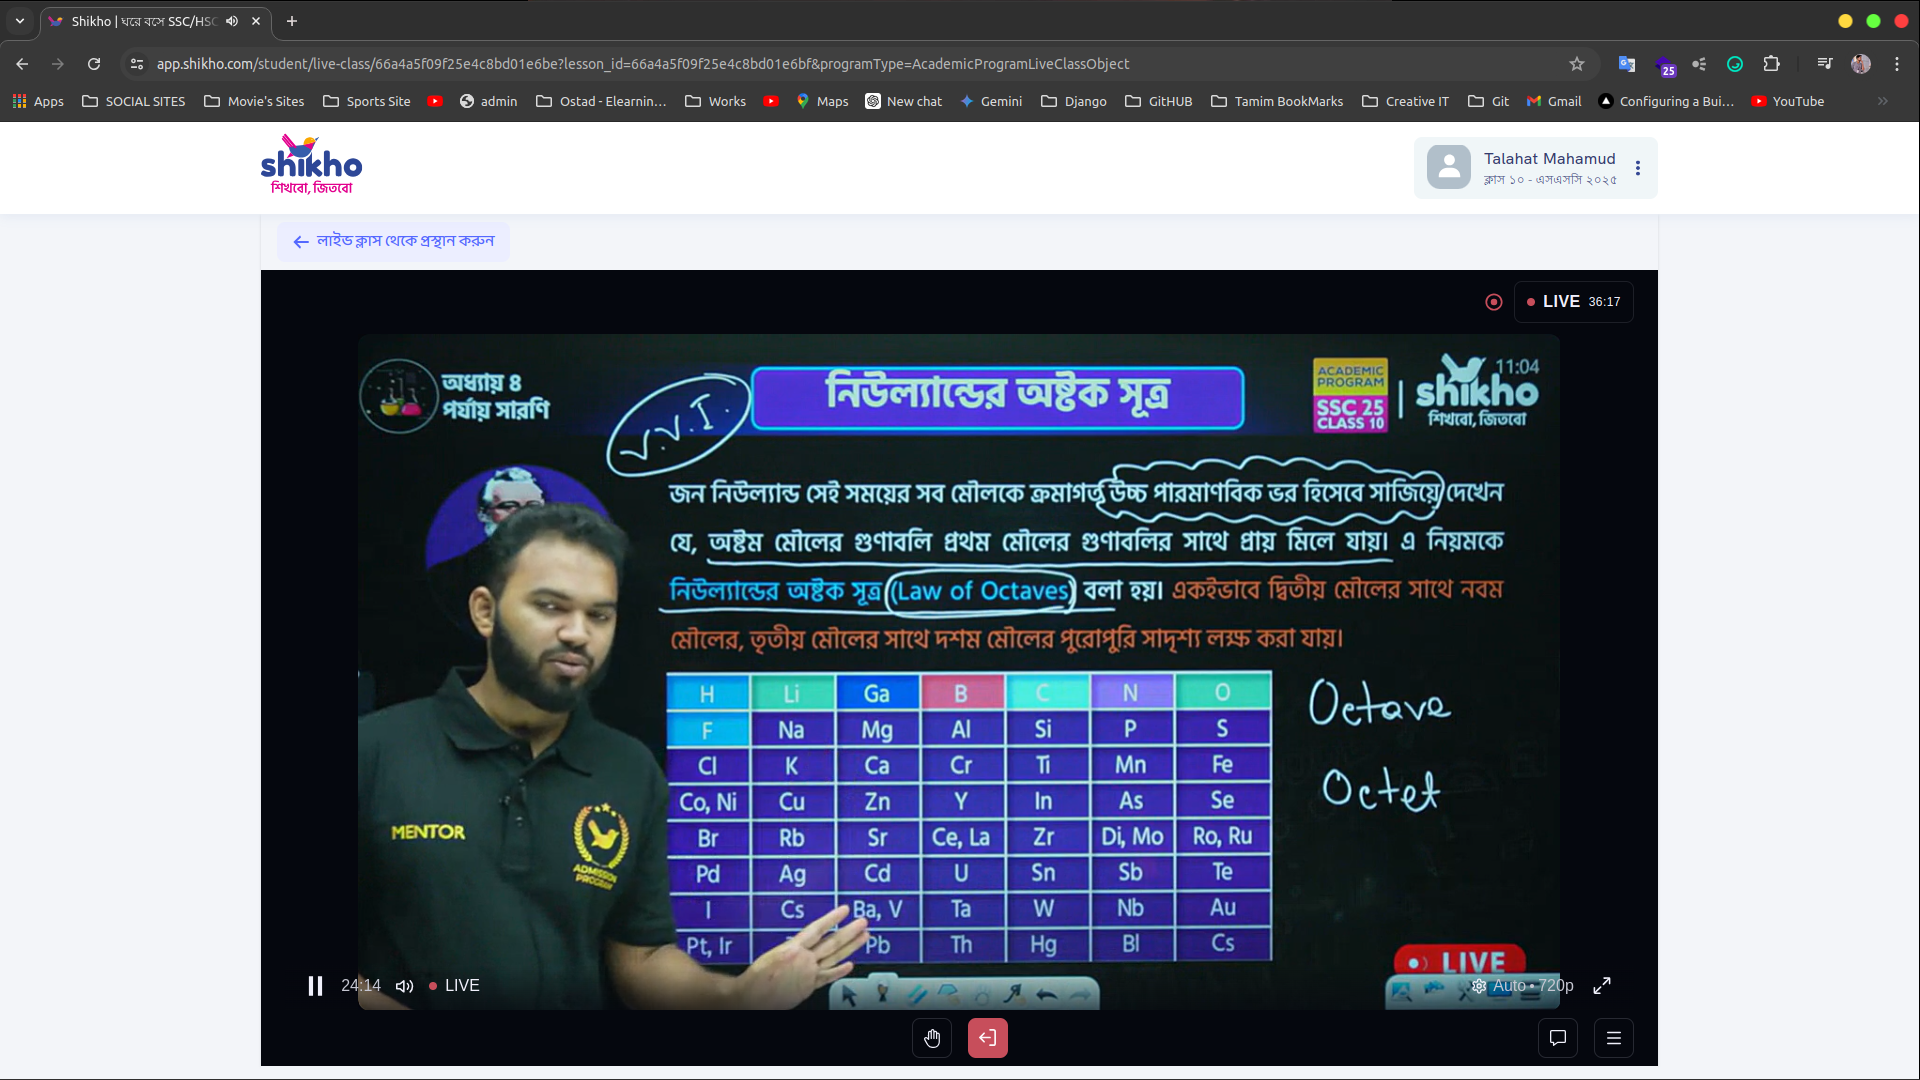 Shikho | ঘরে বসে SSC/HSC
app.shikho.com/student/live-class/66a4a5f09f25e4c8bd01e6be?lesson_id=66a4a5f09f25e4c8bd01e6bf&programType=AcademicProgramLiveClassObject
25
Apps SOCIAL SITES Movie's Sites Sports Site admin Ostad - Elearnin... Works Maps New chat Gemini Django GitHUB Tamim BookMarks Creative IT Git Gmail Configuring a Bui... YouTube
shikho
শিখবো, জিতবো
Talahat Mahamud
ক্লাস ১০ - এসএসসি ২০২৫
লাইভ ক্লাস থেকে প্রস্থান করুন
LIVE 36:17
অধ্যায় ৪
পর্যায় সারণি
V.V.I.
নিউল্যান্ডের অষ্টক সূত্র
ACADEMIC PROGRAM
SSC 25
CLASS 10
11:04
shikho
শিখবো, জিতবো
জন নিউল্যান্ড সেই সময়ের সব মৌলকে ক্রমাগত উচ্চ পারমাণবিক ভর হিসেবে সাজিয়ে দেখেন
যে, অষ্টম মৌলের গুণাবলি প্রথম মৌলের গুণাবলির সাথে প্রায় মিলে যায়। এ নিয়মকে
নিউল্যান্ডের অষ্টক সূত্র (Law of Octaves) বলা হয়। একইভাবে দ্বিতীয় মৌলের সাথে নবম
মৌলের, তৃতীয় মৌলের সাথে দশম মৌলের পুরোপুরি সাদৃশ্য লক্ষ করা যায়।
H Li Ga B C N O
F Na Mg Al Si P S
Cl K Ca Cr Ti Mn Fe
Co, Ni Cu Zn Y In As Se
Br Rb Sr Ce, La Zr Di, Mo Ro, Ru
Pd Ag Cd U Sn Sb Te
I Cs Ba, V Ta W Nb Au
Pt, Ir Pb Th Hg Bl Cs
Octave
Octet
MENTOR
ADMISSION
PROGRAM
LIVE
24:14 LIVE
Auto • 720p